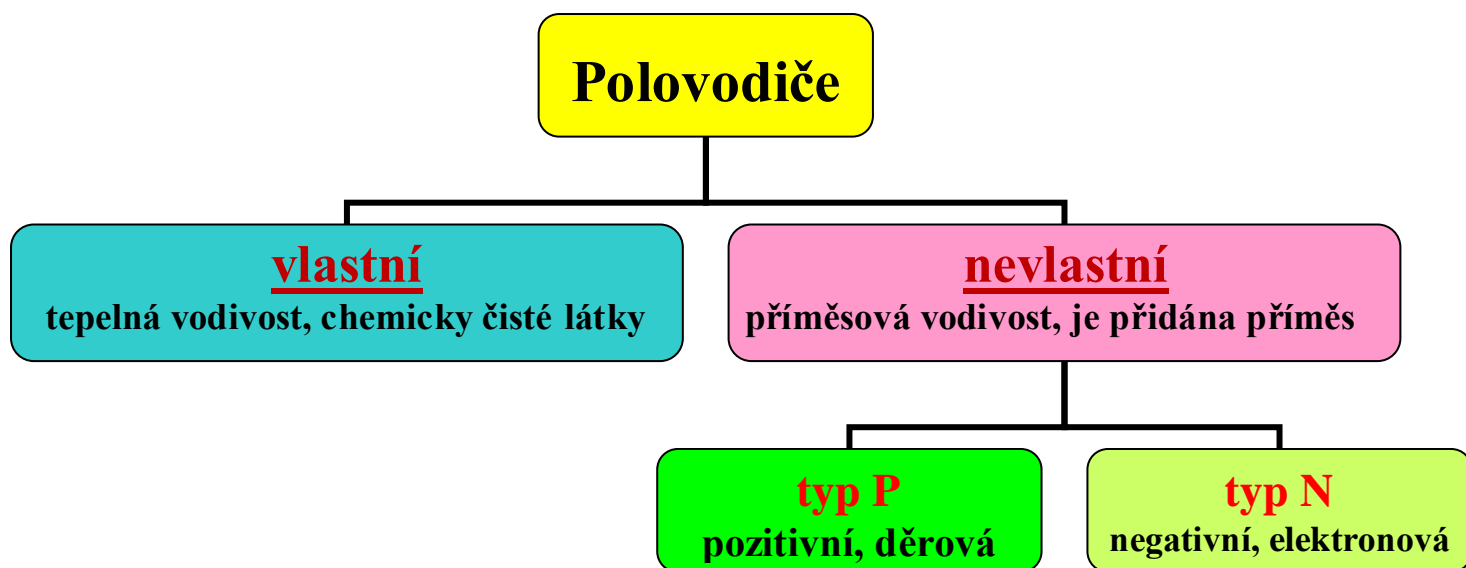 Polovodiče
vlastní
tepelná vodivost, chemicky čisté látky
nevlastní
příměsová vodivost, je přidána příměs
typ P
pozitivní, děrová
typ N
negativní, elektronová